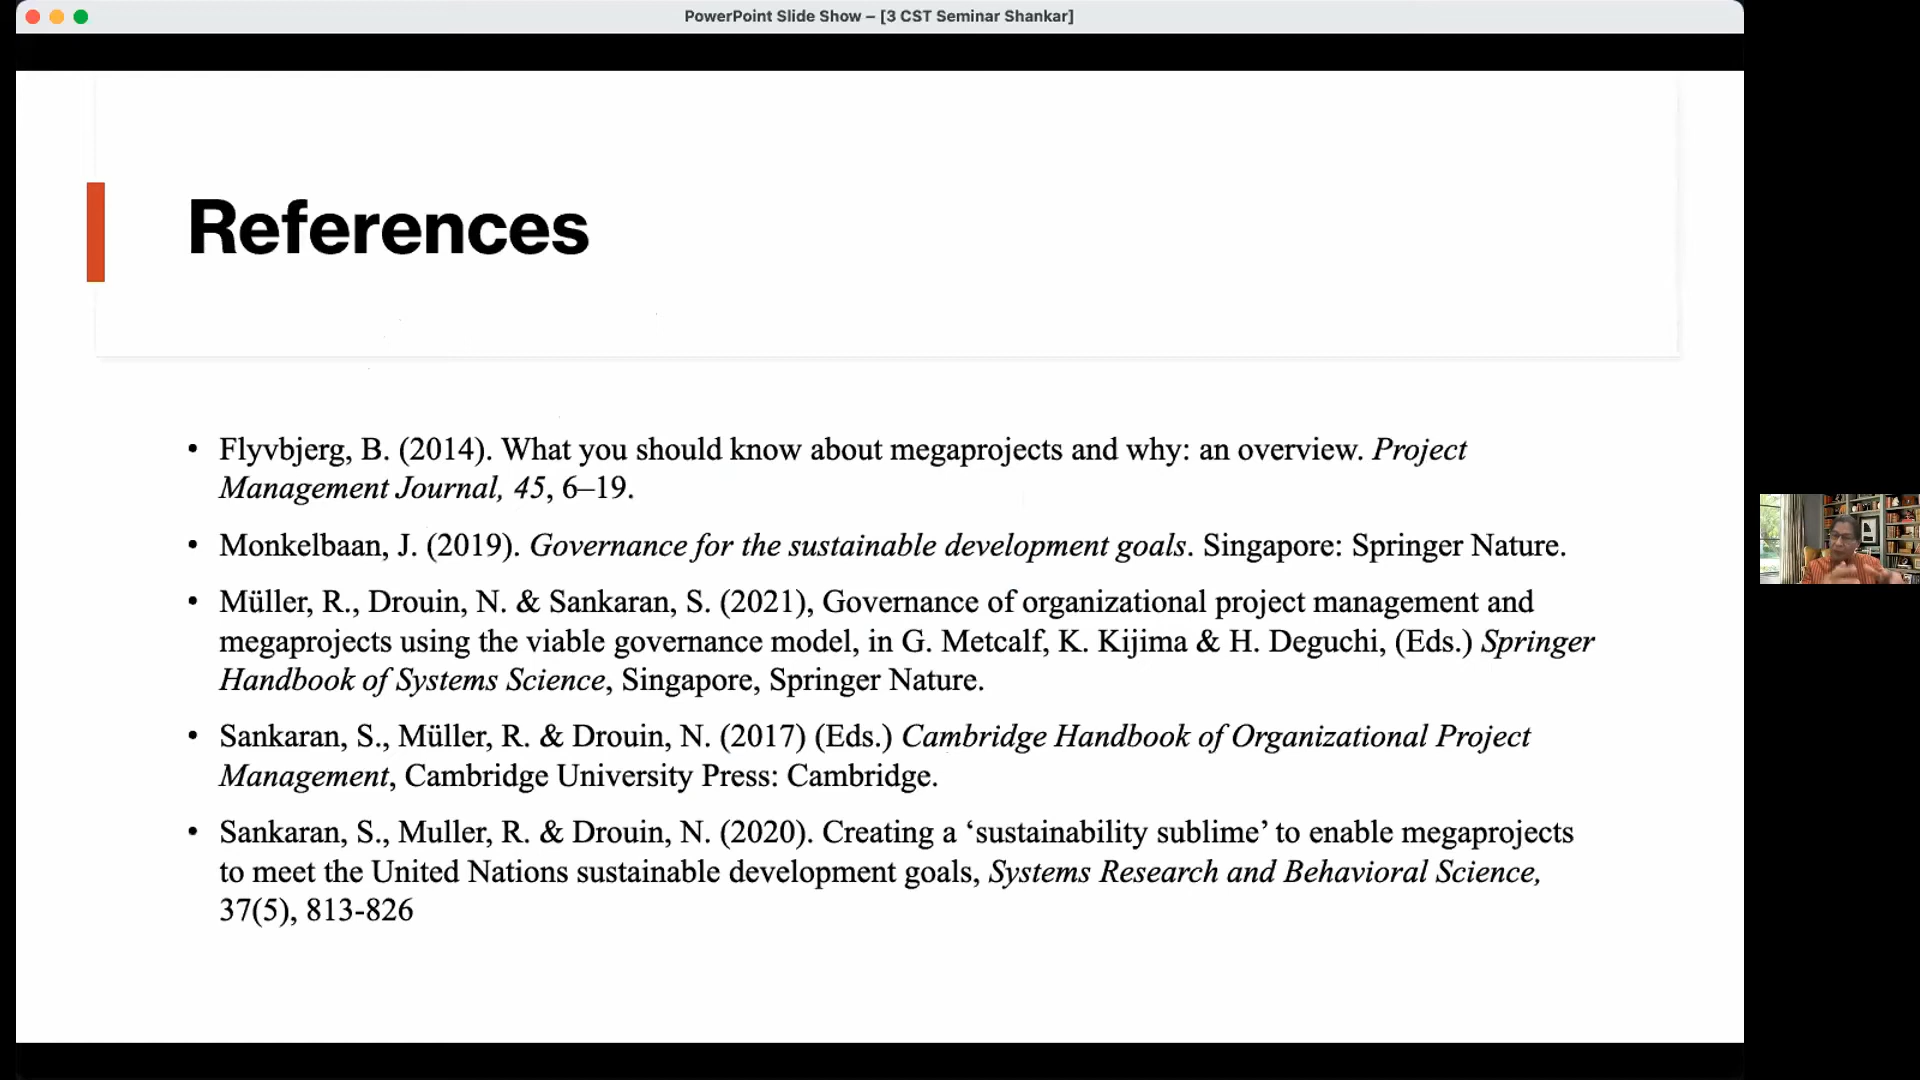 PowerPoint Slide Show – [3 CST Seminar Shankar]
References
• Flyvbjerg, B. (2014). What you should know about megaprojects and why: an overview. Project
Management Journal, 45, 6–19.
• Monkelbaan, J. (2019). Governance for the sustainable development goals. Singapore: Springer Nature.
• Müller, R., Drouin, N. & Sankaran, S. (2021), Governance of organizational project management and
megaprojects using the viable governance model, in G. Metcalf, K. Kijima & H. Deguchi, (Eds.) Springer
Handbook of Systems Science, Singapore, Springer Nature.
• Sankaran, S., Müller, R. & Drouin, N. (2017) (Eds.) Cambridge Handbook of Organizational Project
Management, Cambridge University Press: Cambridge.
• Sankaran, S., Muller, R. & Drouin, N. (2020). Creating a ‘sustainability sublime’ to enable megaprojects
to meet the United Nations sustainable development goals, Systems Research and Behavioral Science,
37(5), 813-826